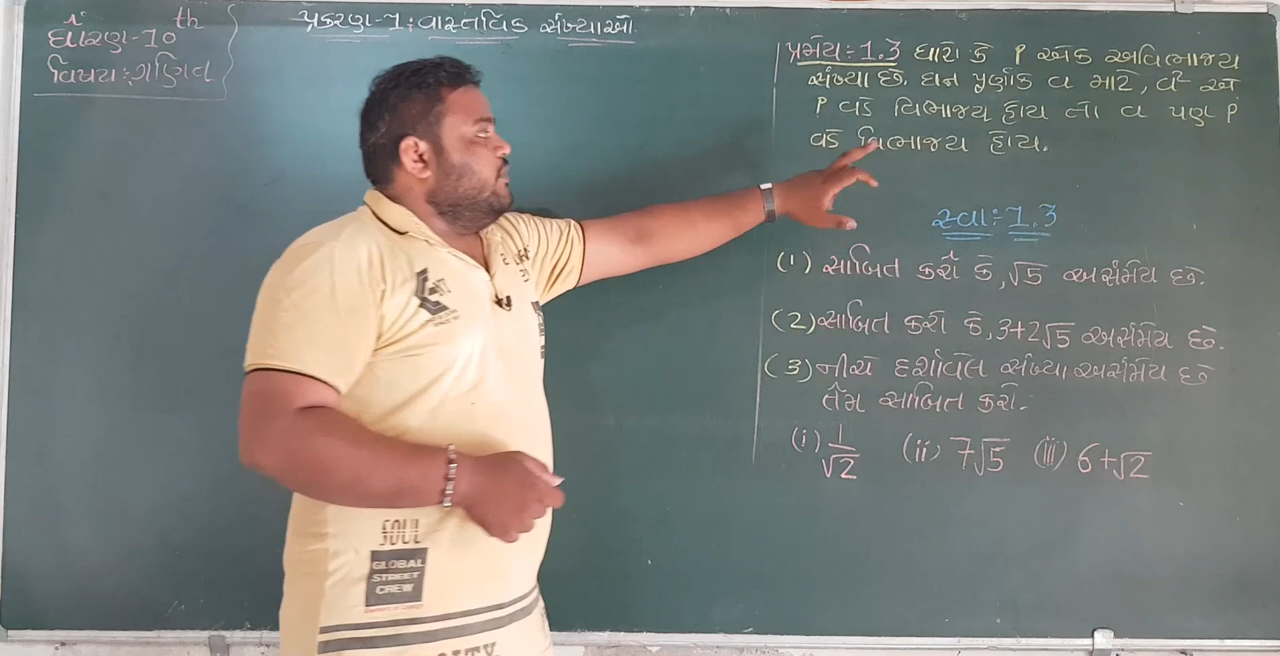 ધોરણ-10th
વિષય:ગણિત
પ્રકરણ-1: વાસ્તવિક સંખ્યાઓ
પ્રમેય:1.3 ધારો કે P એક અવિભાજ્ય
સંખ્યા છે. ધન પૂર્ણાંક a માટે, a² એ
P વડે વિભાજ્ય હોય તો a પણ P
વડે વિભાજ્ય હોય.
સ્વા:1.3
(1) સાબિત કરો કે, √5 અસંમેય છે.
(2) સાબિત કરો કે, 3+2√5 અસંમેય છે.
(3) નીચે દર્શાવેલ સંખ્યા અસંમેય છે
તેમ સાબિત કરો.
(i) 1/√2 (ii) 7√5 (iii) 6+√2
SOUL
GLOBAL
STREET
CREW